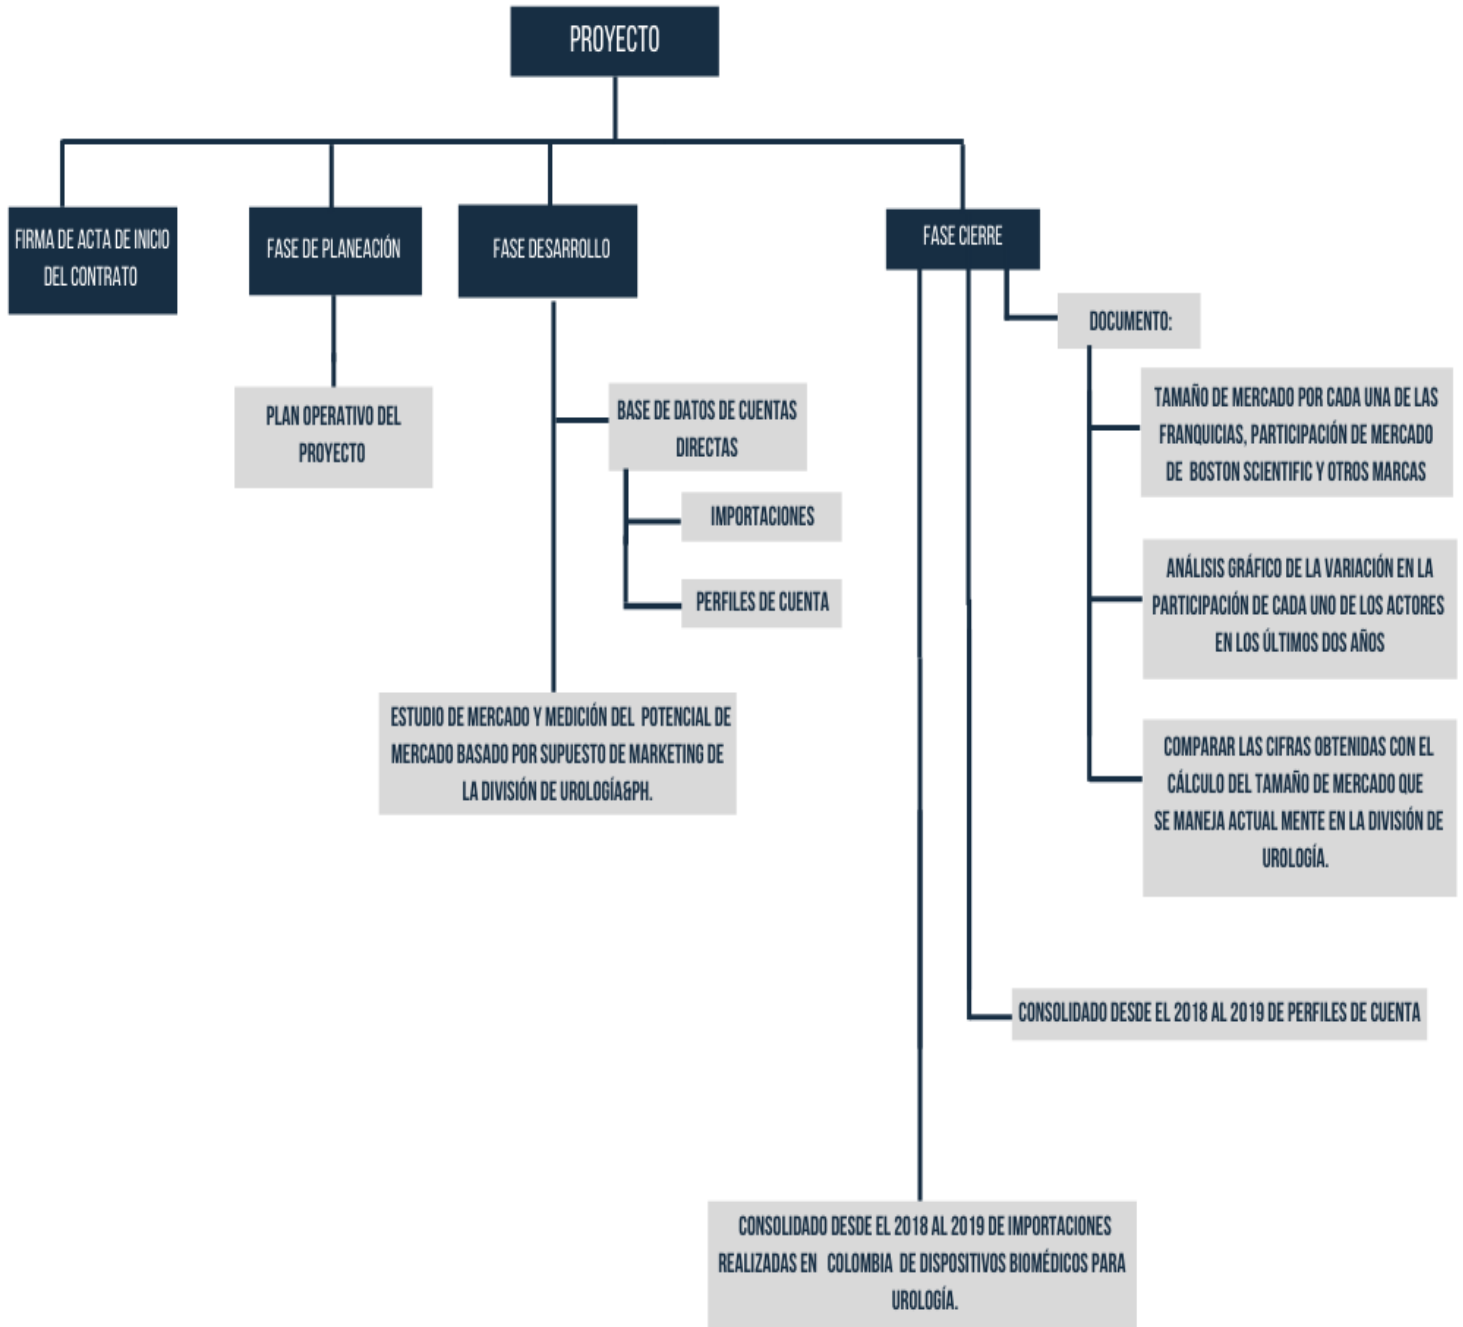 PROYECTO
FIRMA DE ACTA DE INICIO
DEL CONTRATO
FASE DE PLANEACIÓN
FASE DESARROLLO
FASE CIERRE
PLAN OPERATIVO DEL
PROYECTO
BASE DE DATOS DE CUENTAS
DIRECTAS
IMPORTACIONES
PERFILES DE CUENTA
ESTUDIO DE MERCADO Y MEDICIÓN DEL POTENCIAL DE
MERCADO BASADO POR SUPUESTO DE MARKETING DE
LA DIVISIÓN DE UROLOGÍA&PH.
DOCUMENTO:
TAMAÑO DE MERCADO POR CADA UNA DE LAS
FRANQUICIAS, PARTICIPACIÓN DE MERCADO
DE BOSTON SCIENTIFIC Y OTROS MARCAS
ANÁLISIS GRÁFICO DE LA VARIACIÓN EN LA
PARTICIPACIÓN DE CADA UNO DE LOS ACTORES
EN LOS ÚLTIMOS DOS AÑOS
COMPARAR LAS CIFRAS OBTENIDAS CON EL
CÁLCULO DEL TAMAÑO DE MERCADO QUE
SE MANEJA ACTUAL MENTE EN LA DIVISIÓN DE
UROLOGÍA.
CONSOLIDADO DESDE EL 2018 AL 2019 DE PERFILES DE CUENTA
CONSOLIDADO DESDE EL 2018 AL 2019 DE IMPORTACIONES
REALIZADAS EN COLOMBIA DE DISPOSITIVOS BIOMÉDICOS PARA
UROLOGÍA.